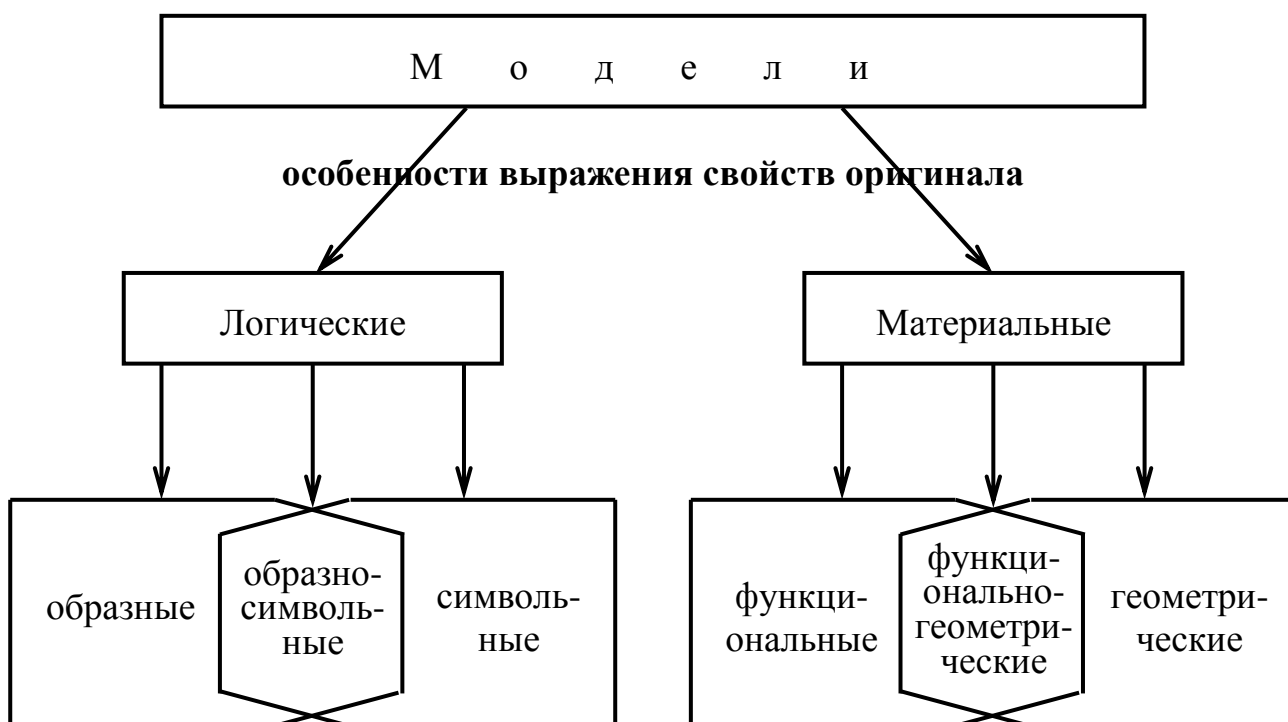 М о д е л и
особенности выражения свойств оригинала
Логические
Материальные
образные
образно-
символь-
ные
символь-
ные
функци-
ональные
функци-
онально-
геометри-
ческие
геометри-
ческие